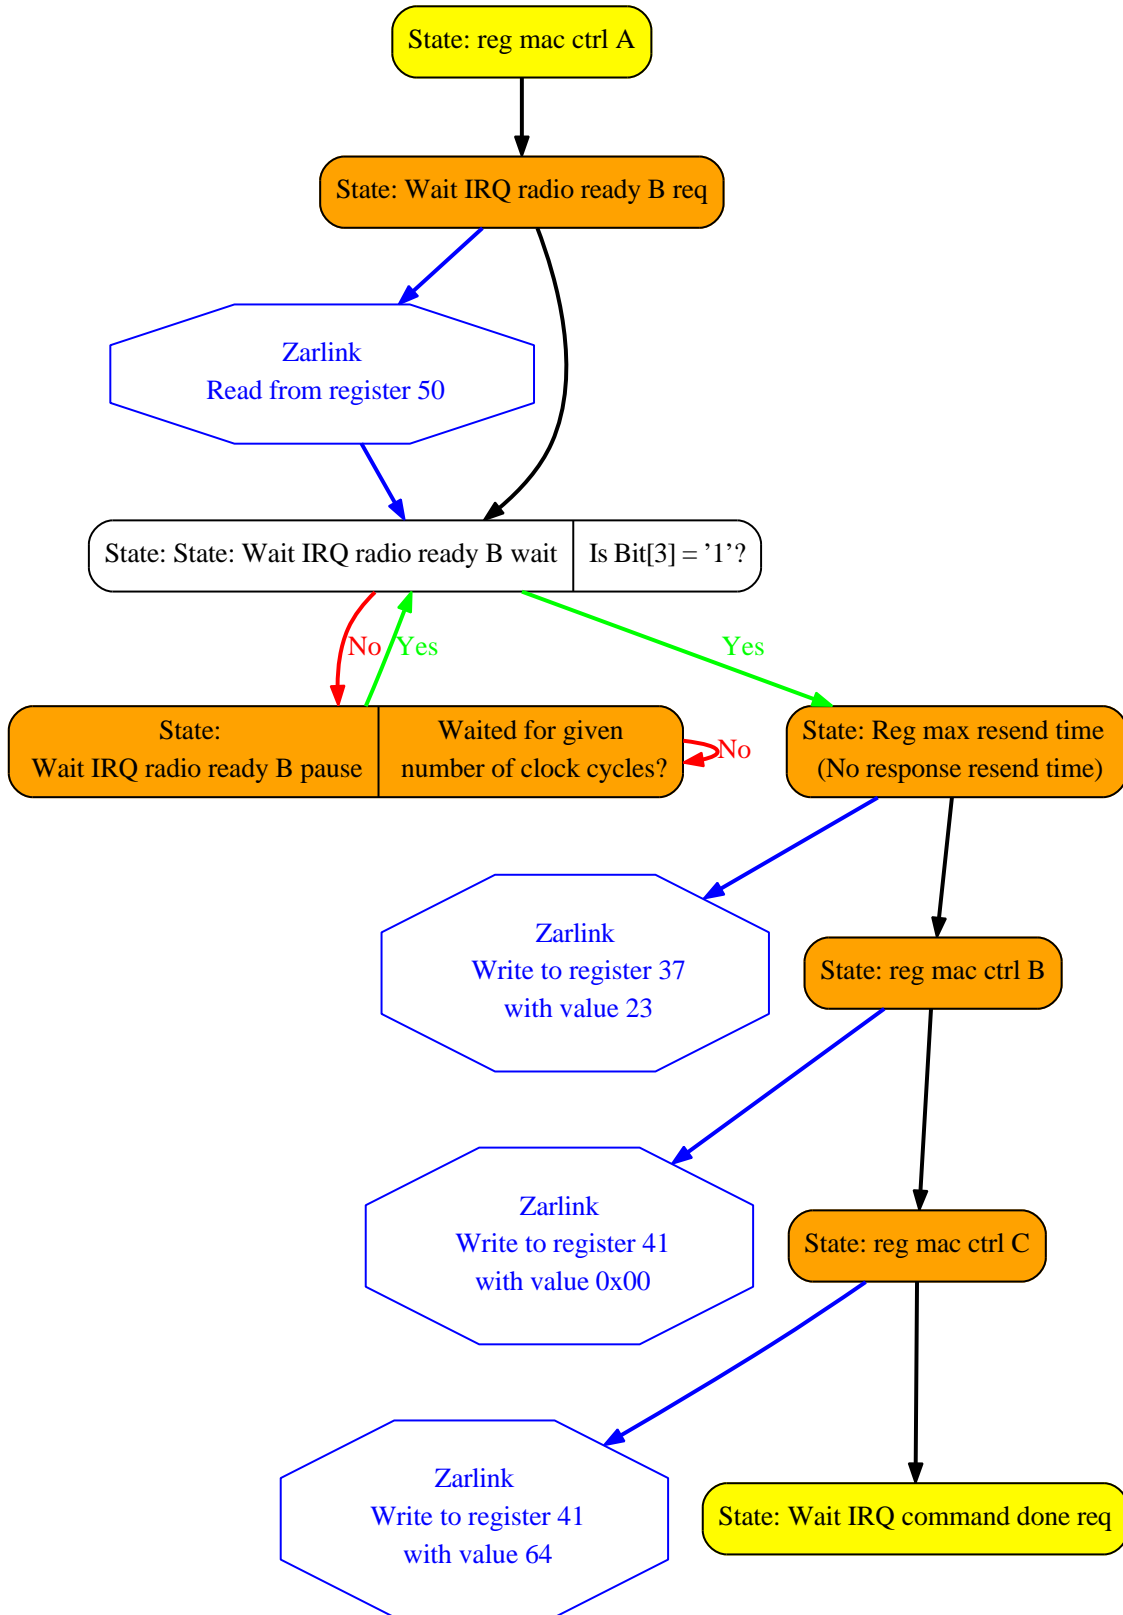 State: reg mac ctrl A
State: Wait IRQ radio ready B req
Zarlink
Read from register 50
State: State: Wait IRQ radio ready B wait
Is Bit[3] = ’1’?
No
Yes
Yes
State:
Wait IRQ radio ready B pause
Waited for given
number of clock cycles?
No
State: Reg max resend time
(No response resend time)
Zarlink
Write to register 37
with value 23
State: reg mac ctrl B
Zarlink
Write to register 41
with value 0x00
State: reg mac ctrl C
Zarlink
Write to register 41
with value 64
State: Wait IRQ command done req